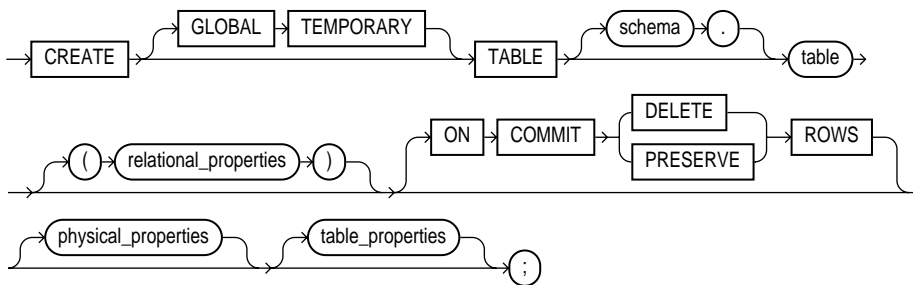 GLOBAL TEMPORARY schema .
CREATE TABLE table
DELETE
ON COMMIT ROWS
( relational_properties ) PRESERVE
physical_properties table_properties
;